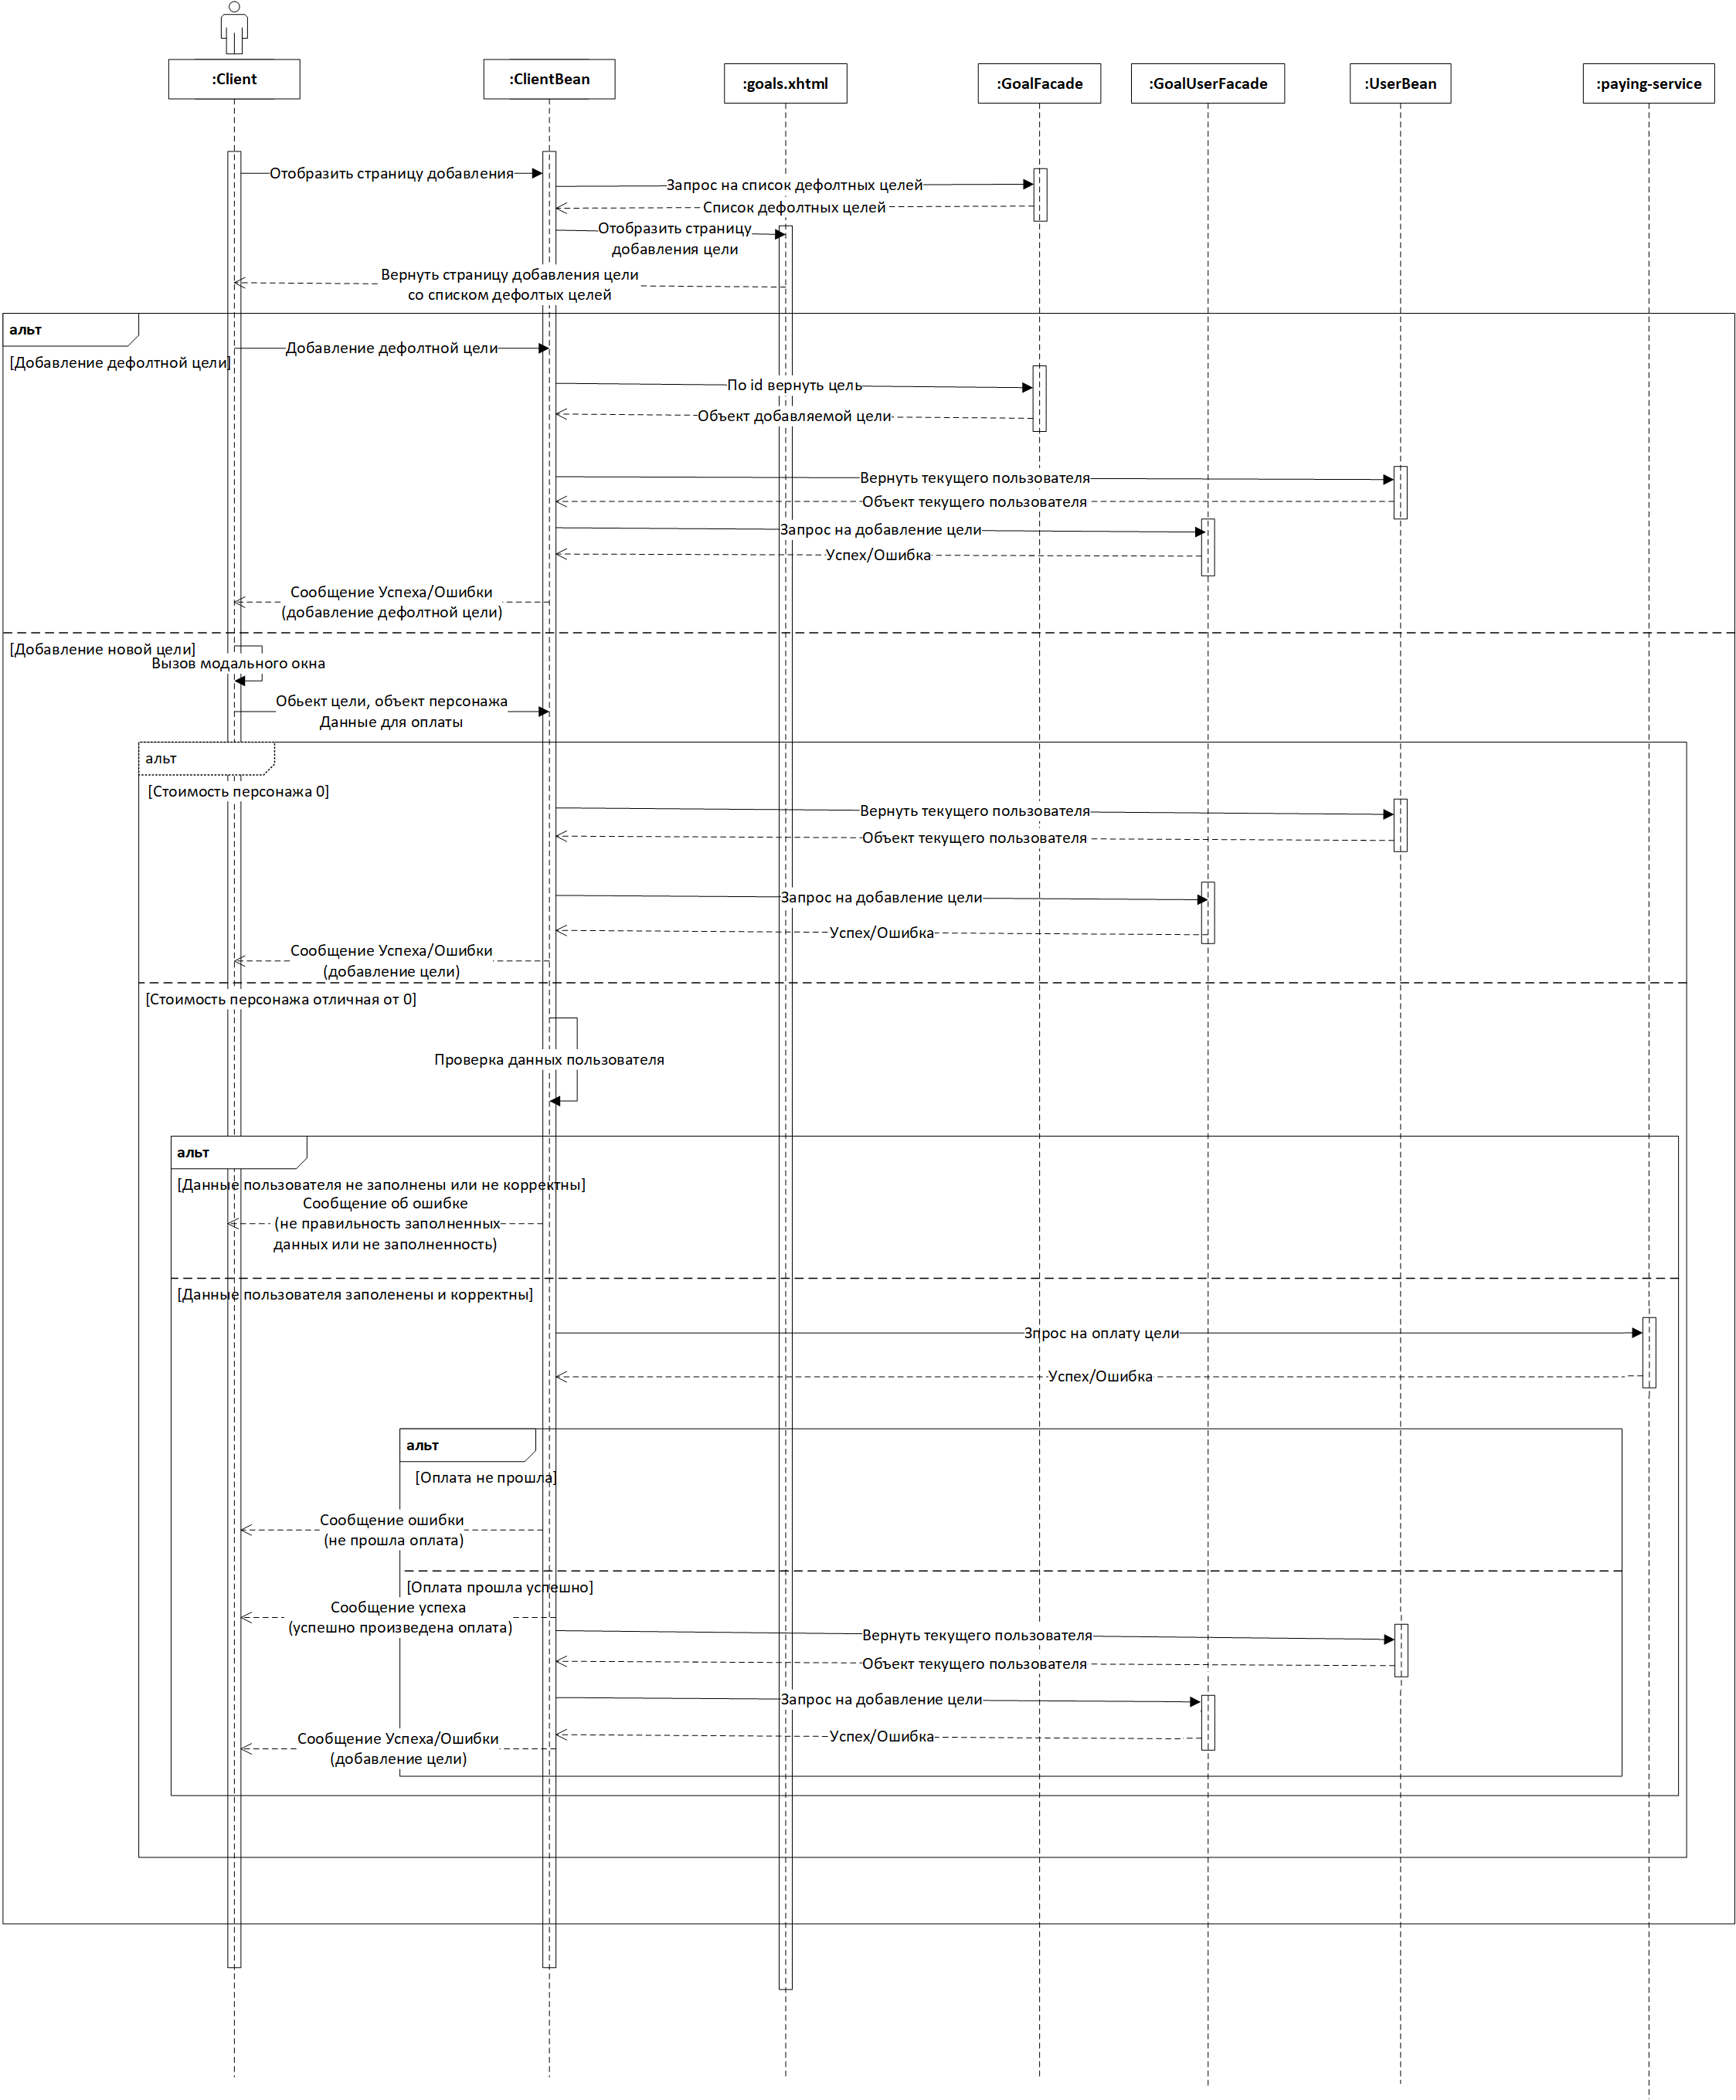 :Client
:ClientBean
:goals.xhtml
:GoalFacade
:GoalUserFacade
:UserBean
:paying-service
Отобразить страницу добавления
Запрос на список дефолтных целей
Список дефолтных целей
Отобразить страницу
добавления цели
Вернуть страницу добавления цели
со списком дефолтых целей
альт
[Добавление дефолтной цели]
Добавление дефолтной цели
По id вернуть цель
Объект добавляемой цели
Вернуть текущего пользователя
Объект текущего пользователя
Запрос на добавление цели
Успех/Ошибка
Сообщение Успеха/Ошибки
(добавление дефолтной цели)
[Добавление новой цели]
Вызов модального окна
Обьект цели, объект персонажа
Данные для оплаты
альт
[Стоимость персонажа 0]
Вернуть текущего пользователя
Объект текущего пользователя
Запрос на добавление цели
Успех/Ошибка
Сообщение Успеха/Ошибки
(добавление цели)
[Стоимость персонажа отличная от 0]
Проверка данных пользователя
альт
[Данные пользователя не заполнены или не корректны]
Сообщение об ошибке
(не правильность заполненных
данных или не заполненность)
[Данные пользователя заполенены и корректны]
Зпрос на оплату цели
Успех/Ошибка
альт
[Оплата не прошла]
Сообщение ошибки
(не прошла оплата)
[Оплата прошла успешно]
Сообщение успеха
(успешно произведена оплата)
Вернуть текущего пользователя
Объект текущего пользователя
Запрос на добавление цели
Успех/Ошибка
Сообщение Успеха/Ошибки
(добавление цели)